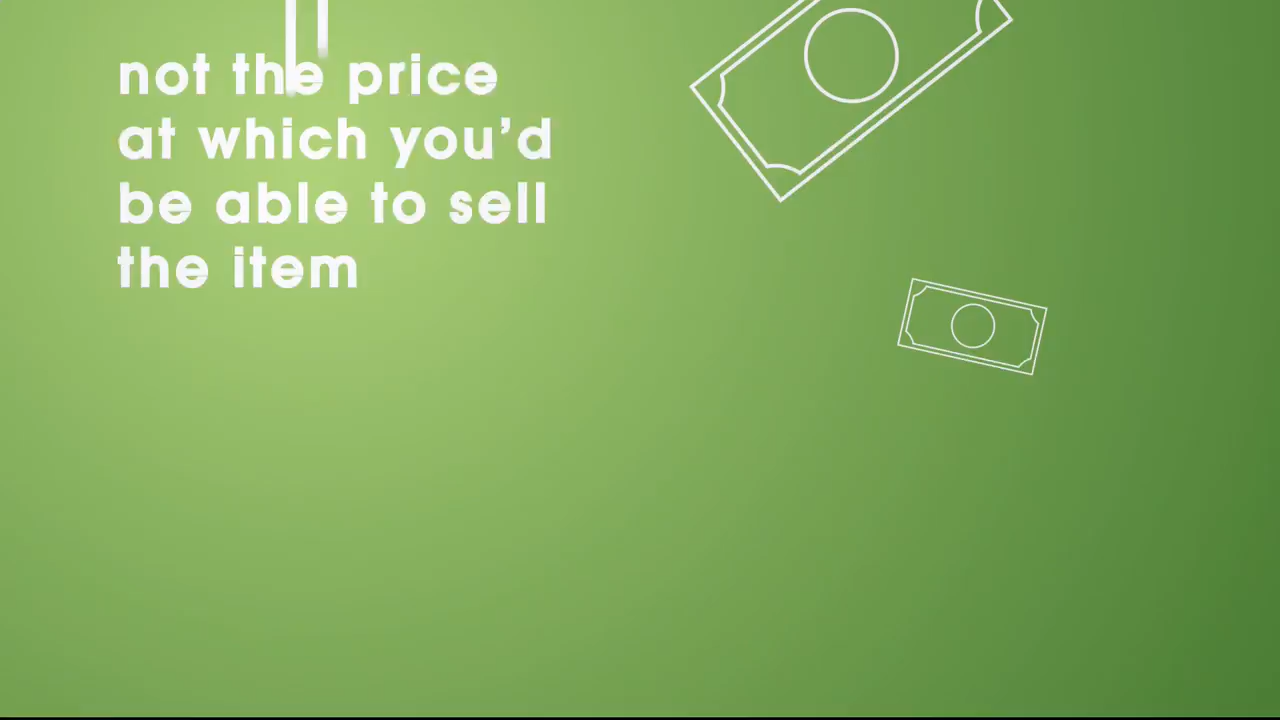 not the price
at which you’d
be able to sell
the item